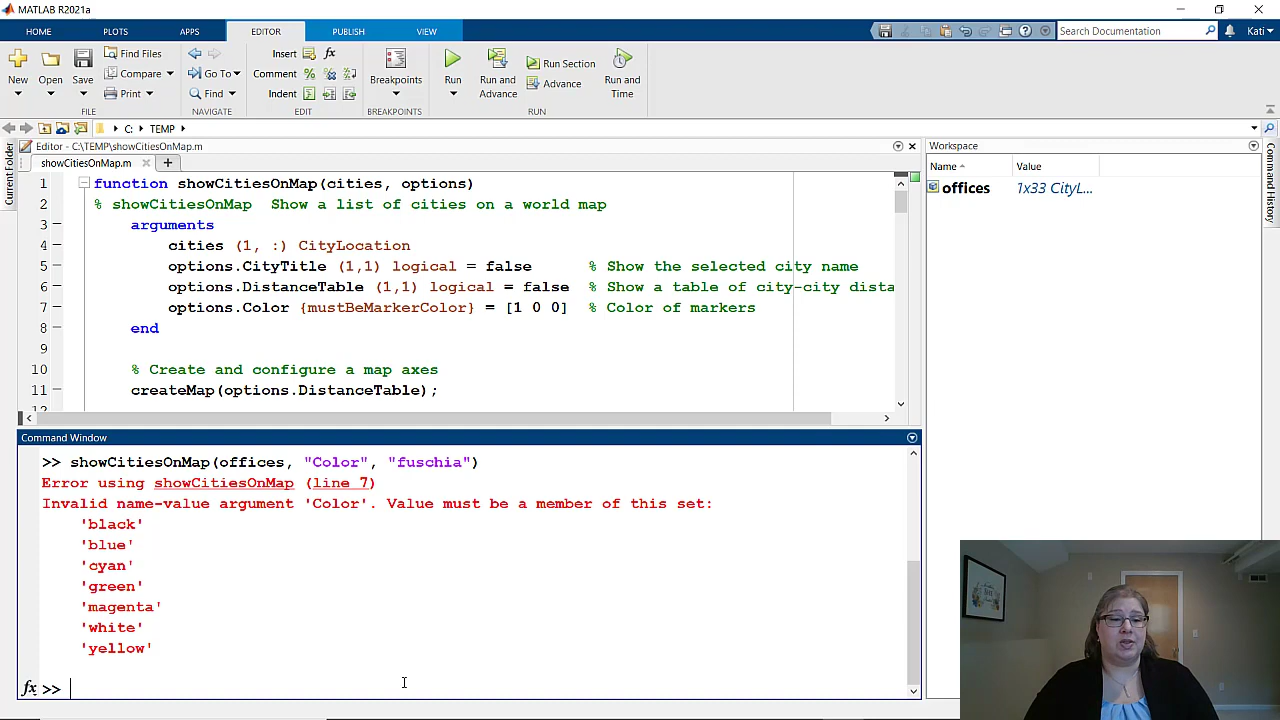 MATLAB R2021a
HOME PLOTS APPS EDITOR PUBLISH VIEW Search Documentation Kati
New Open Save Find Files Compare Print
Go To Find
Insert Comment Indent
Breakpoints
Run Run and Advance Run Section Advance Run and Time
FILE NAVIGATE EDIT BREAKPOINTS RUN
C: TEMP
Current Folder
Editor - C:\TEMP\showCitiesOnMap.m
showCitiesOnMap.m
1 function showCitiesOnMap(cities, options)
2 % showCitiesOnMap  Show a list of cities on a world map
3 arguments
4 cities (1, :) CityLocation
5 options.CityTitle (1,1) logical = false % Show the selected city name
6 options.DistanceTable (1,1) logical = false % Show a table of city-city dista
7 options.Color {mustBeMarkerColor} = [1 0 0] % Color of markers
8 end
9
10 % Create and configure a map axes
11 createMap(options.DistanceTable);
12
Command Window
>> showCitiesOnMap(offices, "Color", "fuschia")
Error using showCitiesOnMap (line 7)
Invalid name-value argument 'Color'. Value must be a member of this set:
'black'
'blue'
'cyan'
'green'
'magenta'
'white'
'yellow'
fx >>
Workspace
Name Value
offices 1x33 CityL...
Command History